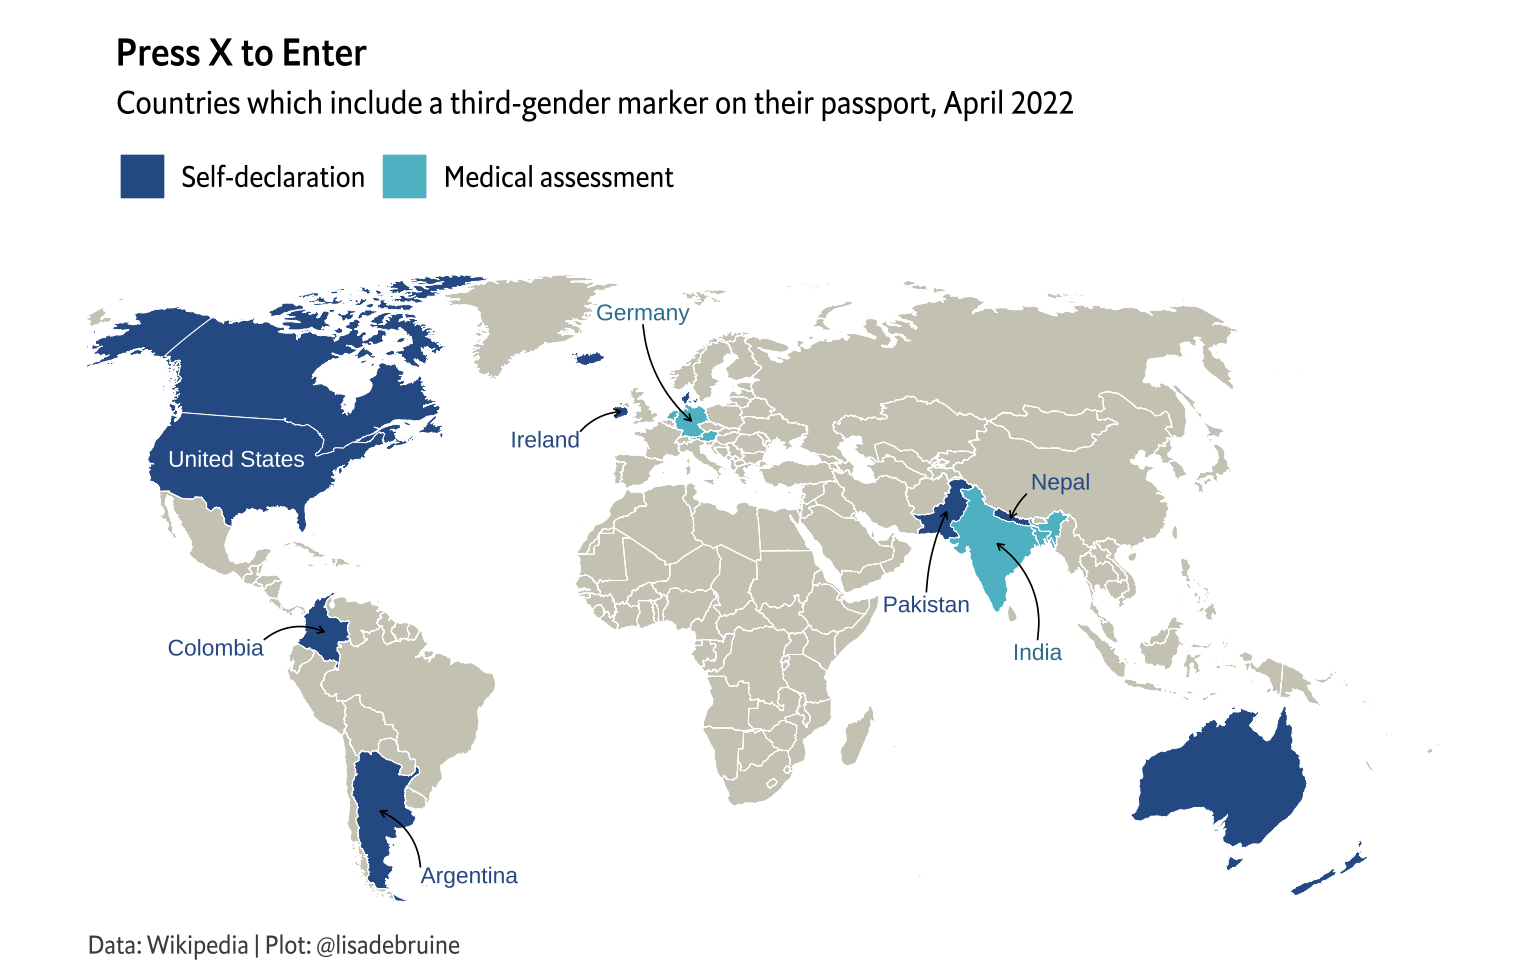 Press X to Enter
Countries which include a third-gender marker on their passport, April 2022
Self-declaration
Medical assessment
Germany
Ireland
United States
Nepal
Pakistan
Colombia
India
Argentina
Data: Wikipedia | Plot: @lisadebruine